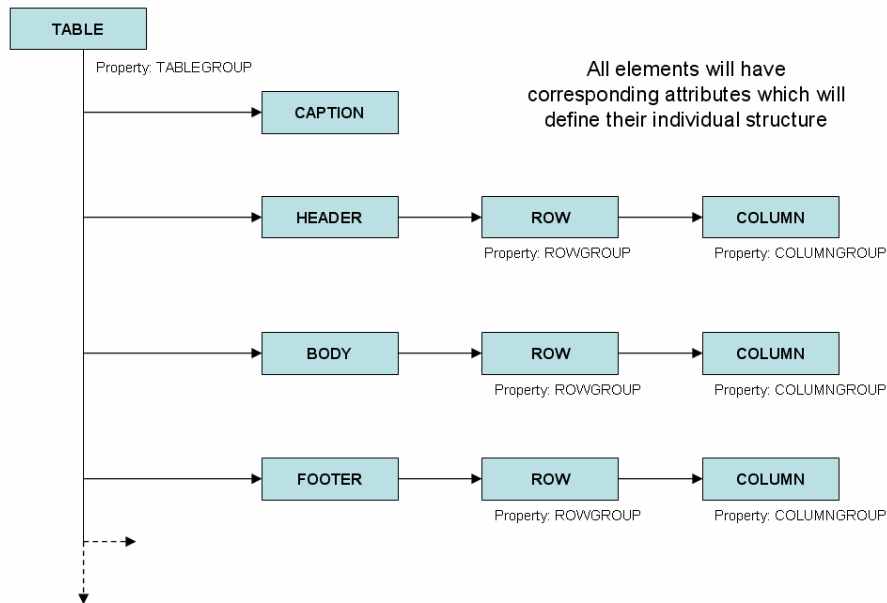 TABLE
Property: TABLEGROUP
All elements will have
corresponding attributes which will
define their individual structure
CAPTION
HEADER
ROW
COLUMN
Property: ROWGROUP
Property: COLUMNGROUP
BODY
ROW
COLUMN
Property: ROWGROUP
Property: COLUMNGROUP
FOOTER
ROW
COLUMN
Property: ROWGROUP
Property: COLUMNGROUP